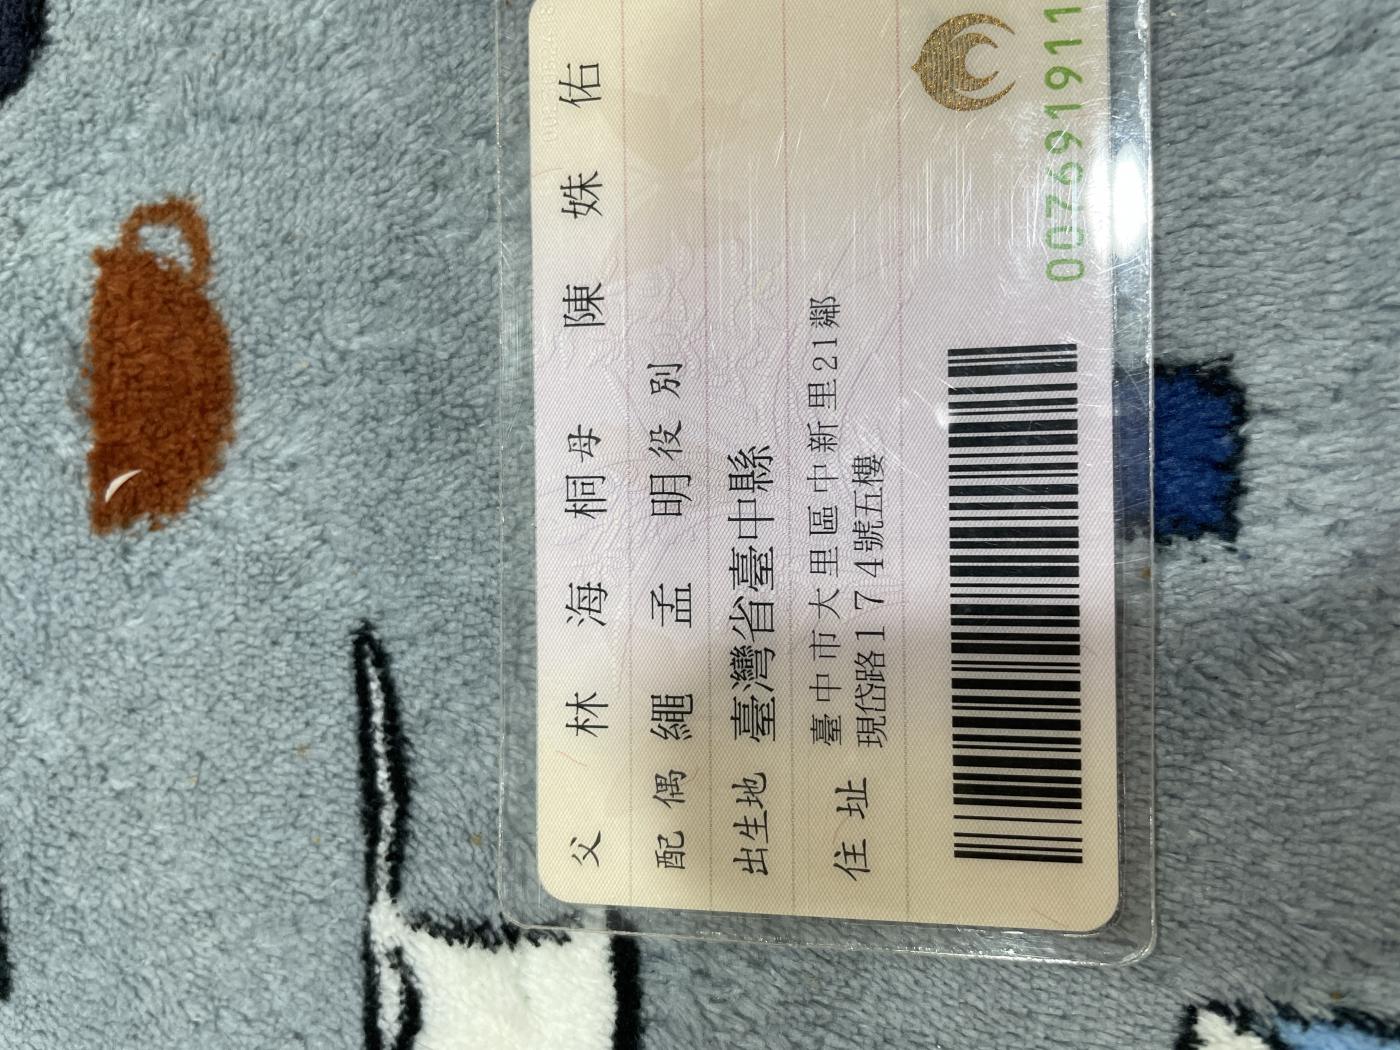 父 林海桐 母 陳姝佑
配偶 繩孟明 役別
出生地 臺灣省臺中縣
住址 臺中市大里區中新里21鄰
現岱路174號五樓
0076919111